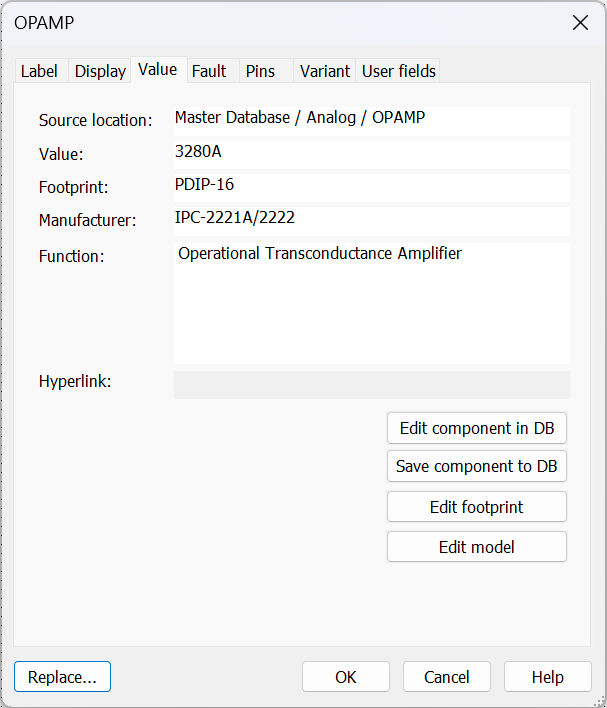 OPAMP
Label Display Value Fault Pins Variant User fields
Source location: Master Database / Analog / OPAMP
Value: 3280A
Footprint: PDIP-16
Manufacturer: IPC-2221A/2222
Function: Operational Transconductance Amplifier
Hyperlink:
Edit component in DB
Save component to DB
Edit footprint
Edit model
Replace... OK Cancel Help